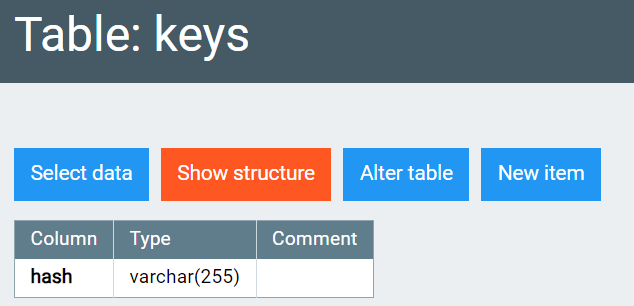 Table: keys
Select data Show structure Alter table New item
Column Type Comment
hash varchar(255)